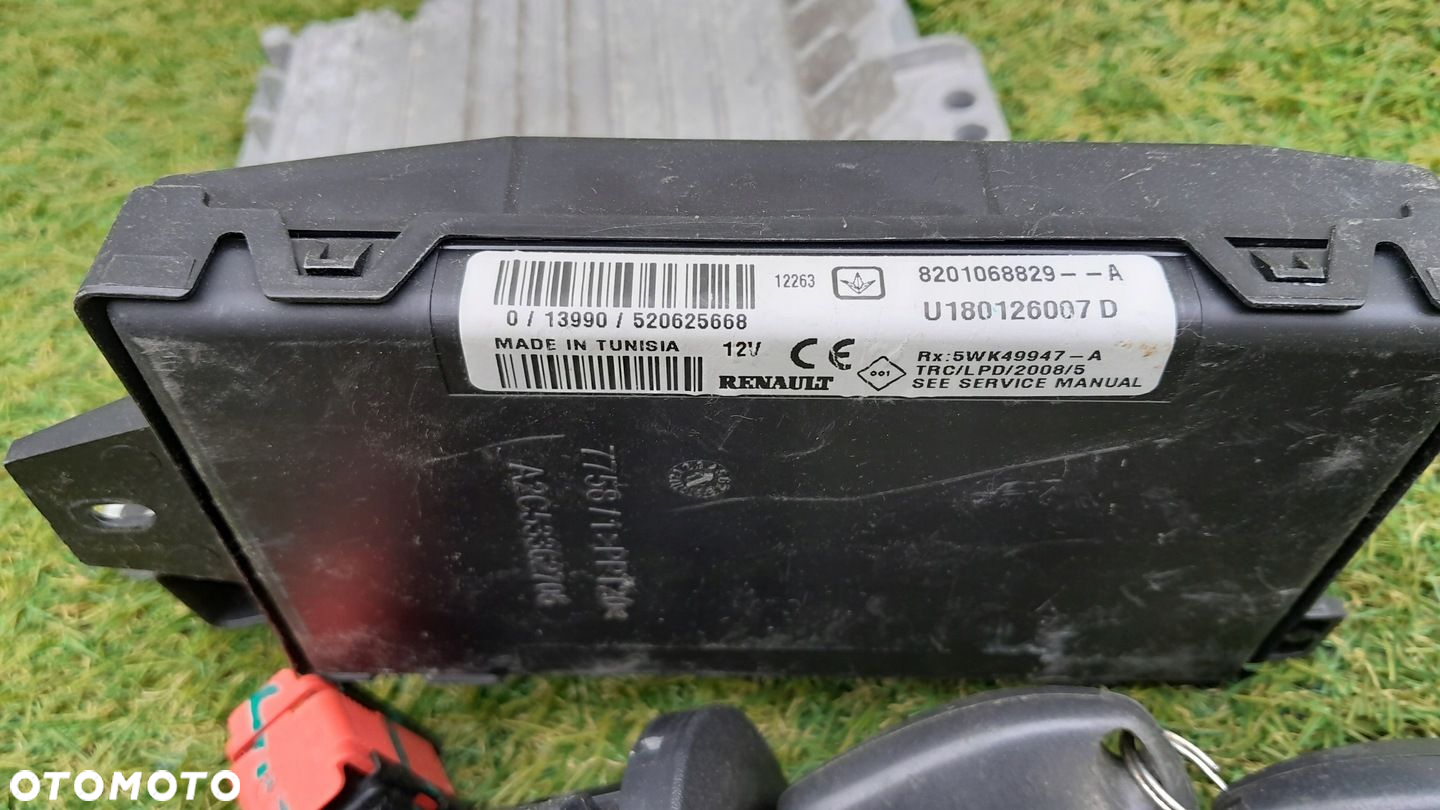 12263
8201068829--A
0/13990/520625668
U180126007D
MADE IN TUNISIA 12V CE
Rx:5WK49947-A
001
TRC/LPD/2008/5
RENAULT
SEE SERVICE MANUAL
OTOMOTO